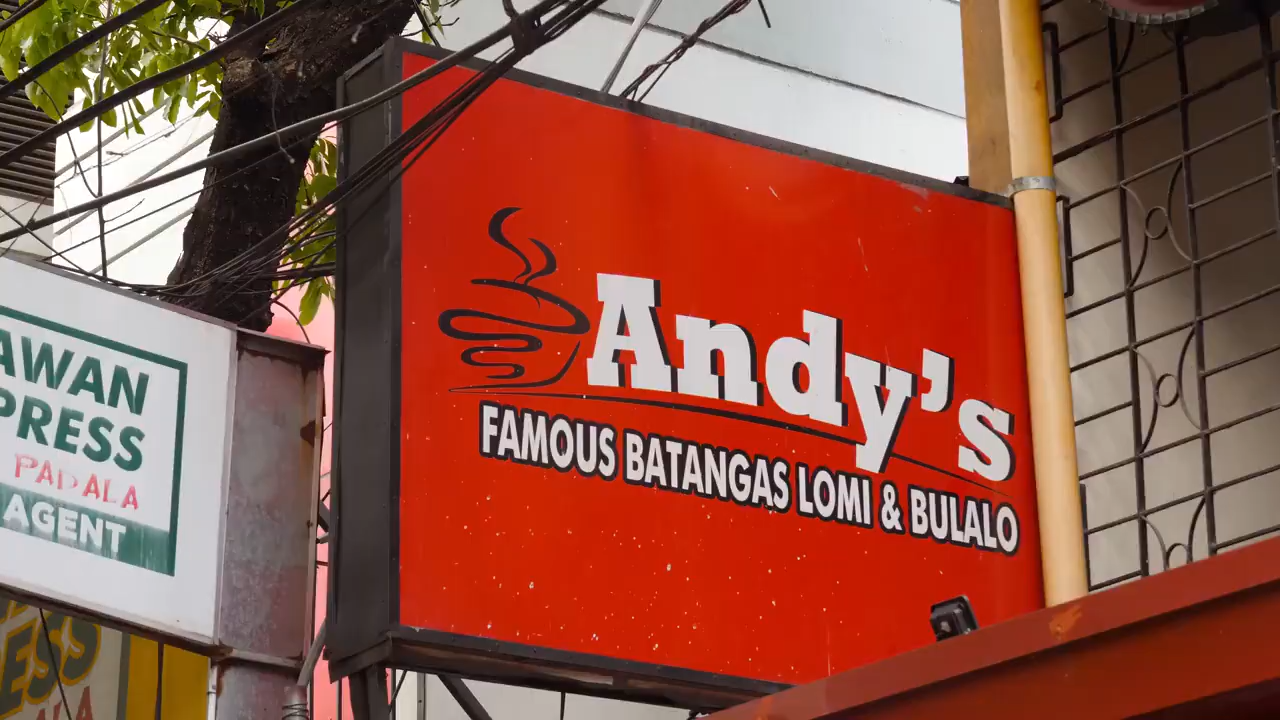 AWAN
PRESS
PADALA
AGENT
Andy's
FAMOUS BATANGAS LOMI & BULALO